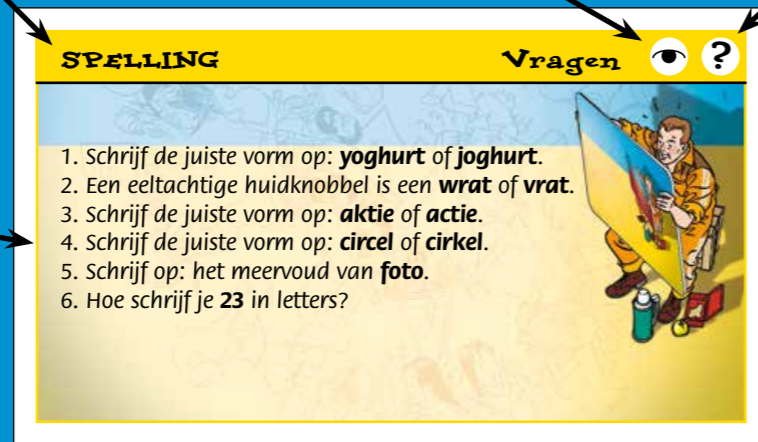 SPELLING Vragen ?
1. Schrijf de juiste vorm op: yoghurt of joghurt.
2. Een eeltachtige huidknobbel is een wrat of vrat.
3. Schrijf de juiste vorm op: aktie of actie.
4. Schrijf de juiste vorm op: circel of cirkel.
5. Schrijf op: het meervoud van foto.
6. Hoe schrijf je 23 in letters?